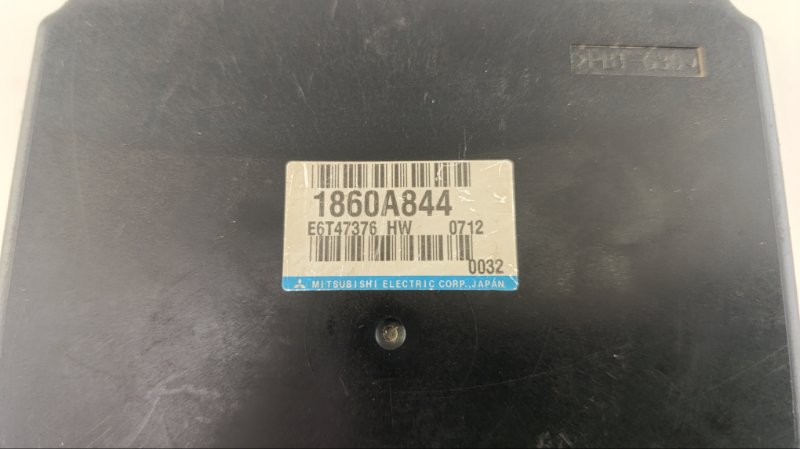 1860A844
E6T47376 HW 0712
0032
MITSUBISHI ELECTRIC CORP., JAPAN